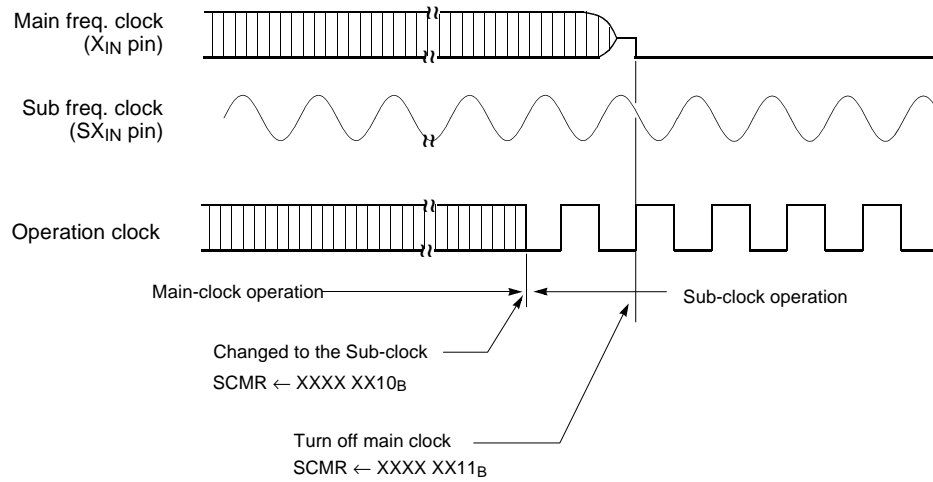 Main freq. clock
(XIN pin)
Sub freq. clock
(SXIN pin)
Operation clock
Main-clock operation
Sub-clock operation
Changed to the Sub-clock
SCMR ← XXXX XX10B
Turn off main clock
SCMR ← XXXX XX11B